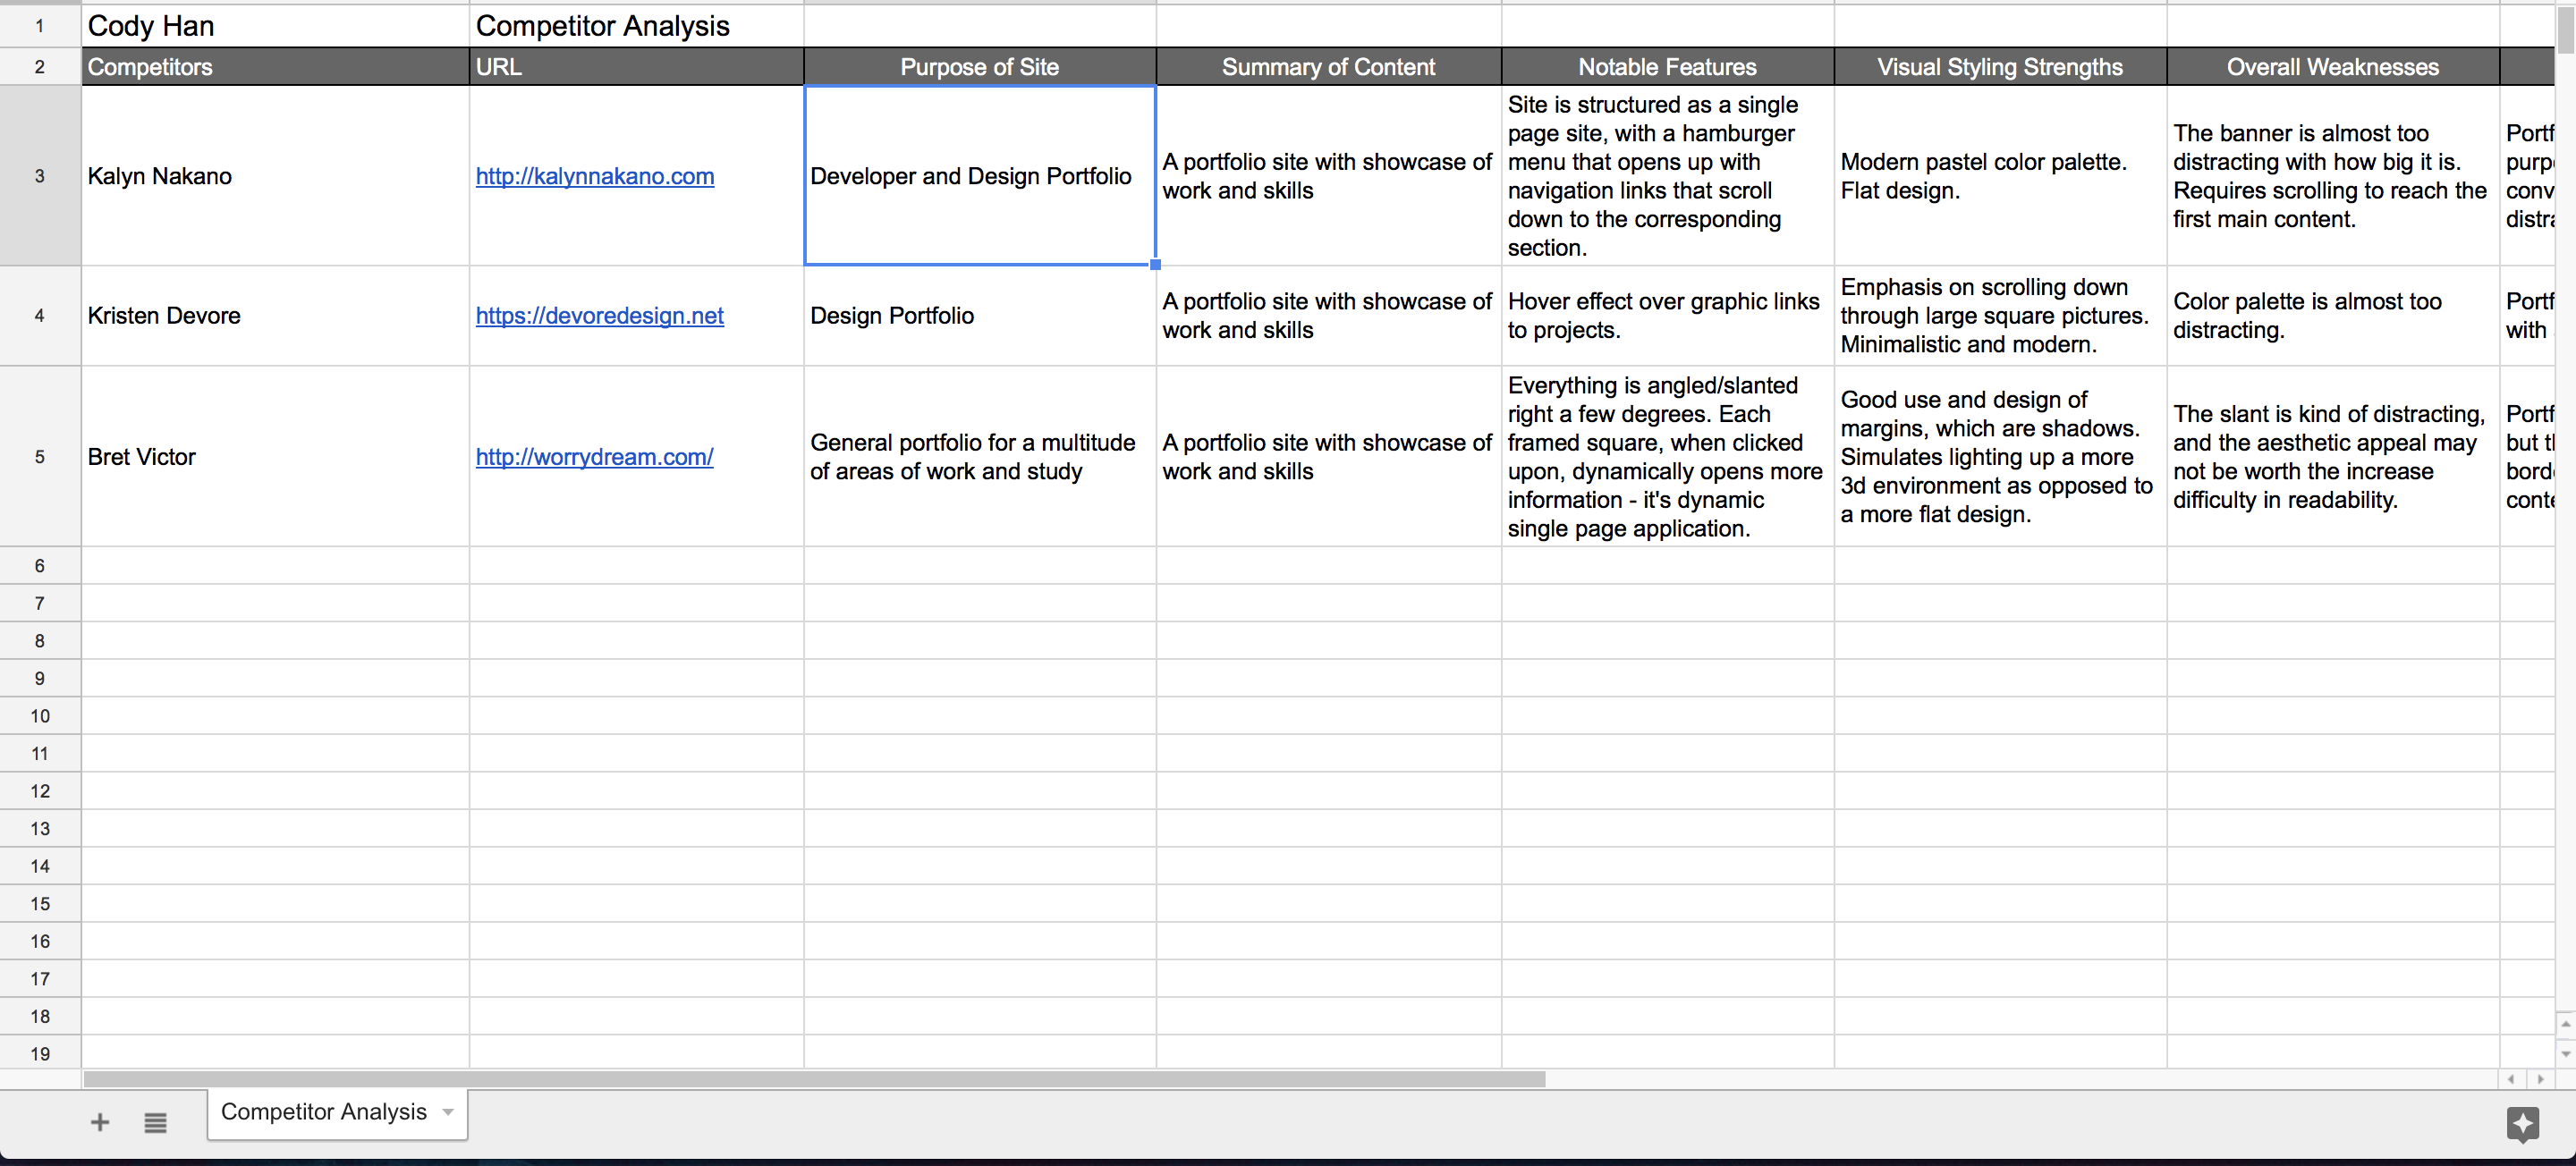 1 Cody Han Competitor Analysis
2 Competitors URL Purpose of Site Summary of Content Notable Features Visual Styling Strengths Overall Weaknesses
3
Kalyn Nakano
http://kalynnakano.com
Developer and Design Portfolio
A portfolio site with showcase of
work and skills
Site is structured as a single
page site, with a hamburger
menu that opens up with
navigation links that scroll
down to the corresponding
section.
Modern pastel color palette.
Flat design.
The banner is almost too
distracting with how big it is.
Requires scrolling to reach the
first main content.
4
Kristen Devore
https://devoredesign.net
Design Portfolio
A portfolio site with showcase of
work and skills
Hover effect over graphic links
to projects.
Emphasis on scrolling down
through large square pictures.
Minimalistic and modern.
Color palette is almost too
distracting.
with
5
Bret Victor
http://worrydream.com/
General portfolio for a multitude
of areas of work and study
A portfolio site with showcase of
work and skills
Everything is angled/slanted
right a few degrees. Each
framed square, when clicked
upon, dynamically opens more
information - it's dynamic
single page application.
Good use and design of
margins, which are shadows.
Simulates lighting up a more
3d environment as opposed to
a more flat design.
The slant is kind of distracting,
and the aesthetic appeal may
not be worth the increase
difficulty in readability.
but
6
7
8
9
10
11
12
13
14
15
16
17
18
19
Competitor Analysis